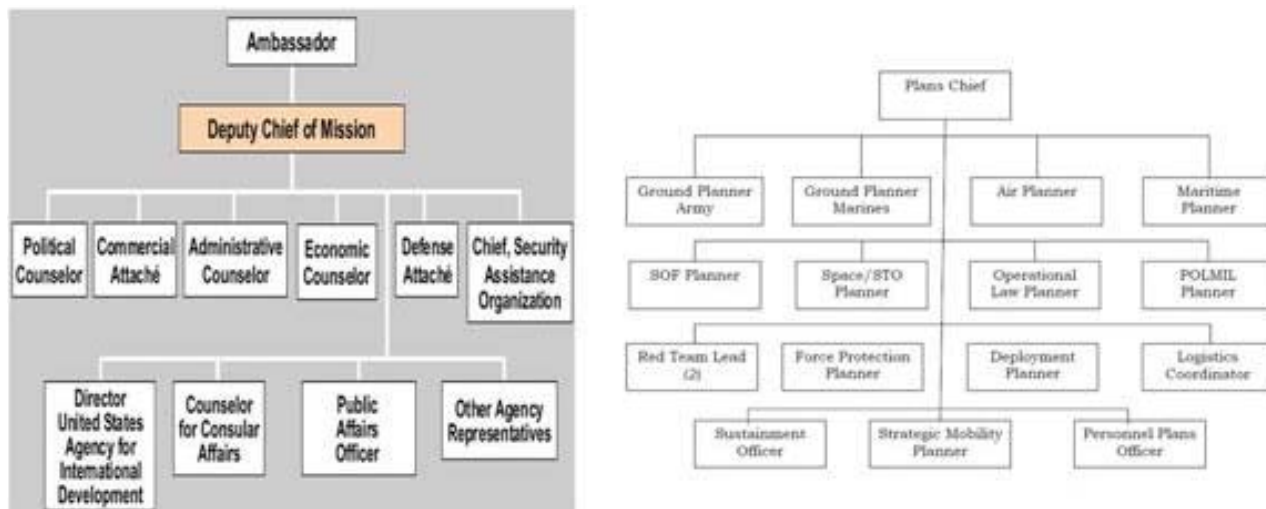 Ambassador
Deputy Chief of Mission
Political
Counselor
Commercial
Attaché
Administrative
Counselor
Economic
Counselor
Defense
Attaché
Chief, Security
Assistance
Organization
Director
United States
Agency for
International
Development
Counselor
for Consular
Affairs
Public
Affairs
Officer
Other Agency
Representatives
Plans Chief
Ground Planner
Army
Ground Planner
Marines
Air Planner
Maritime
Planner
SOF Planner
Space/STO
Planner
Operational
Law Planner
POLMIL
Planner
Red Team Lead
(2)
Force Protection
Planner
Deployment
Planner
Logistics
Coordinator
Sustainment
Officer
Strategic Mobility
Planner
Personnel Plans
Officer